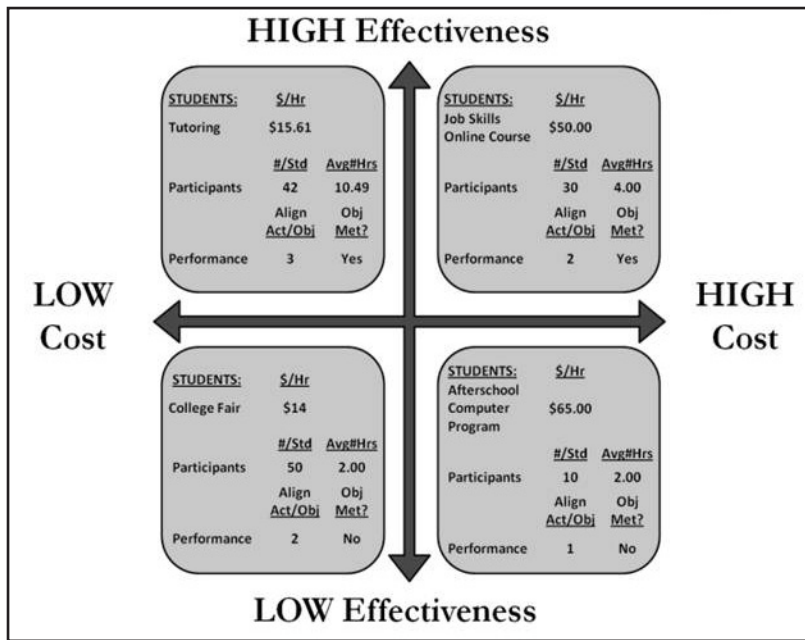 HIGH Effectiveness
STUDENTS: $/Hr
Tutoring $15.61
#/Std Avg#Hrs
Participants 42 10.49
Align Obj
Act/Obj Met?
Performance 3 Yes
STUDENTS: $/Hr
Job Skills
Online Course $50.00
#/Std Avg#Hrs
Participants 30 4.00
Align Obj
Act/Obj Met?
Performance 2 Yes
LOW
Cost
HIGH
Cost
STUDENTS: $/Hr
College Fair $14
#/Std Avg#Hrs
Participants 50 2.00
Align Obj
Act/Obj Met?
Performance 2 No
STUDENTS: $/Hr
Afterschool
Computer $65.00
Program
#/Std Avg#Hrs
Participants 10 2.00
Align Obj
Act/Obj Met?
Performance 1 No
LOW Effectiveness